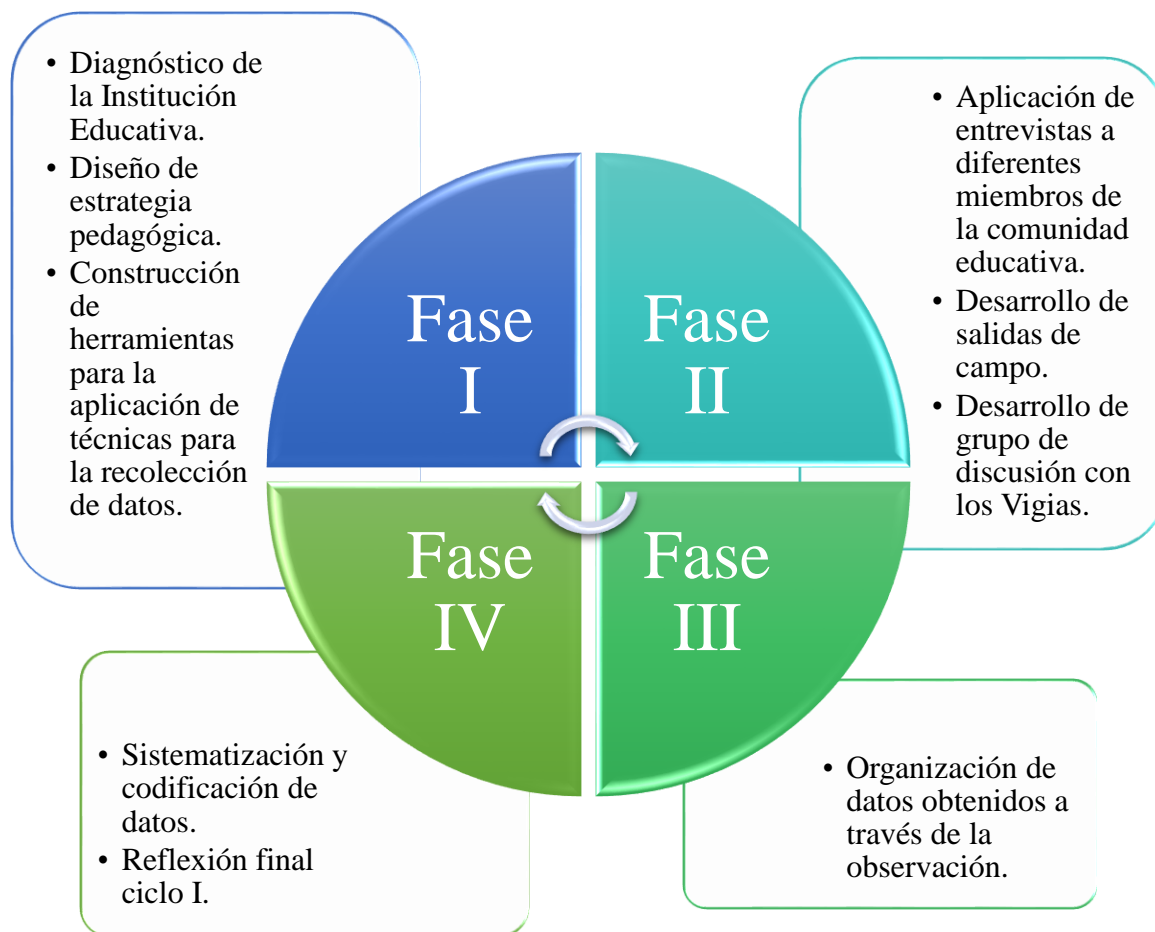 • Diagnóstico de
la Institución
Educativa.
• Diseño de
estrategia
pedagógica.
• Construcción
de
herramientas
para la
aplicación de
técnicas para
la recolección
de datos.
Fase
I
• Aplicación de
entrevistas a
diferentes
miembros de
la comunidad
educativa.
• Desarrollo de
salidas de
campo.
• Desarrollo de
grupo de
discusión con
los Vigias.
Fase
II
Fase
IV
• Sistematización y
codificación de
datos.
• Reflexión final
ciclo I.
Fase
III
• Organización de
datos obtenidos a
través de la
observación.